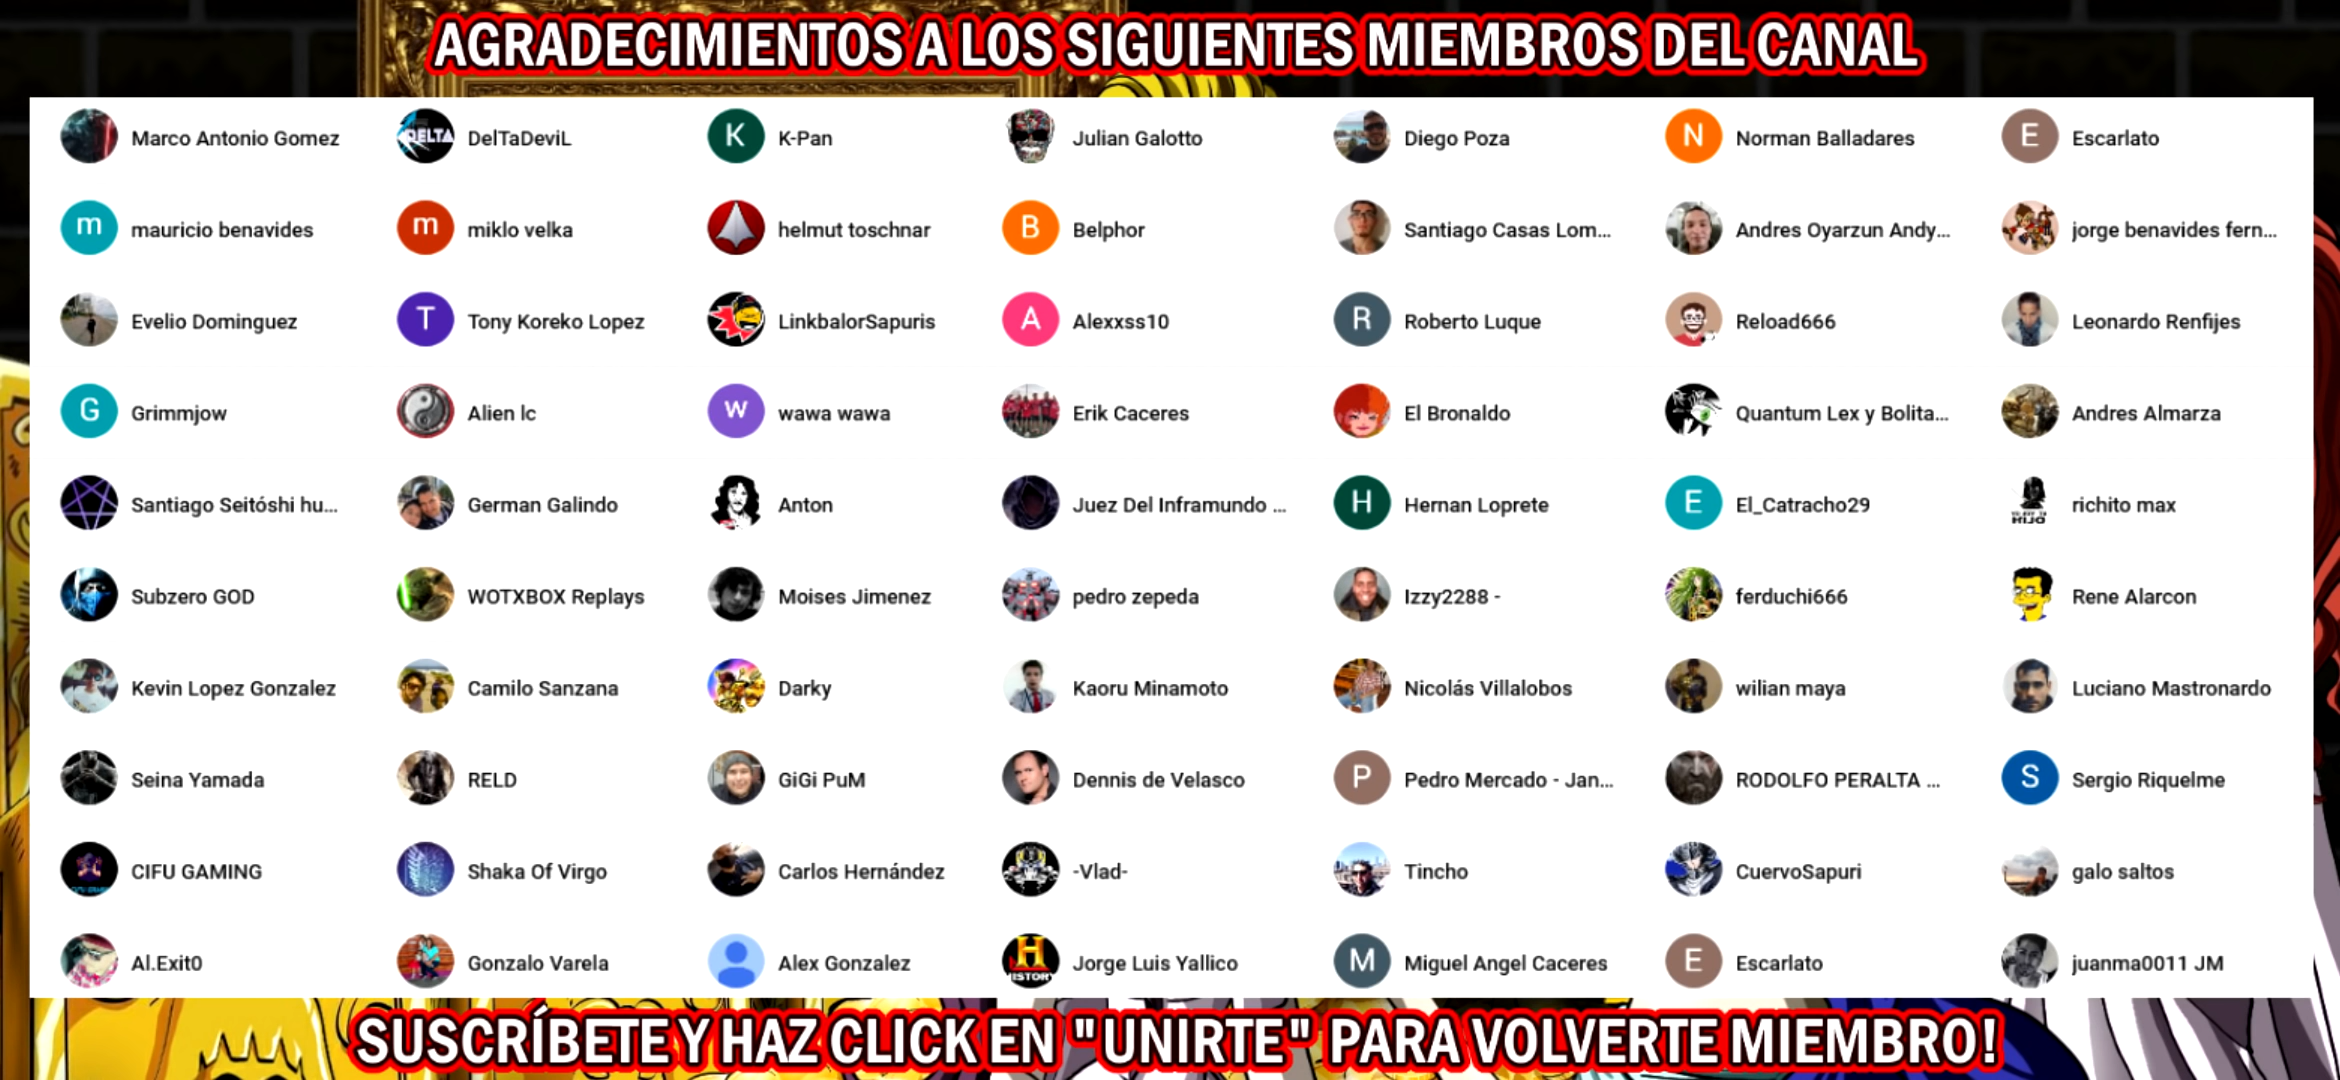 AGRADECIMIENTOS A LOS SIGUIENTES MIEMBROS DEL CANAL
Marco Antonio Gomez DELTA DelTaDeviL K K-Pan Julian Galotto Diego Poza N Norman Balladares E Escarlato
m mauricio benavides m miklo velka helmut toschnar B Belphor Santiago Casas Lom... Andres Oyarzun Andy... jorge benavides fern...
Evelio Dominguez T Tony Koreko Lopez LinkbalorSapuris A Alexxss10 R Roberto Luque Reload666 Leonardo Renfijes
G Grimmjow Alien lc w wawa wawa Erik Caceres El Bronaldo Quantum Lex y Bolita... Andres Almarza
Santiago Seitóshi hu... German Galindo Anton Juez Del Inframundo ... H Hernan Loprete E El_Catracho29 HIJO richito max
Subzero GOD WOTXBOX Replays Moises Jimenez pedro zepeda Izzy2288 - ferduchi666 Rene Alarcon
Kevin Lopez Gonzalez Camilo Sanzana Darky Kaoru Minamoto Nicolás Villalobos wilian maya Luciano Mastronardo
Seina Yamada RELD GiGi PuM Dennis de Velasco P Pedro Mercado - Jan... RODOLFO PERALTA ... S Sergio Riquelme
CIFU GAMING Shaka Of Virgo Carlos Hernández -Vlad- Tincho CuervoSapuri galo saltos
Al.Exit0 Gonzalo Varela Alex Gonzalez H ISTOR Jorge Luis Yallico M Miguel Angel Caceres E Escarlato juanma0011 JM
SUSCRÍBETE Y HAZ CLICK EN "UNIRTE" PARA VOLVERTE MIEMBRO!